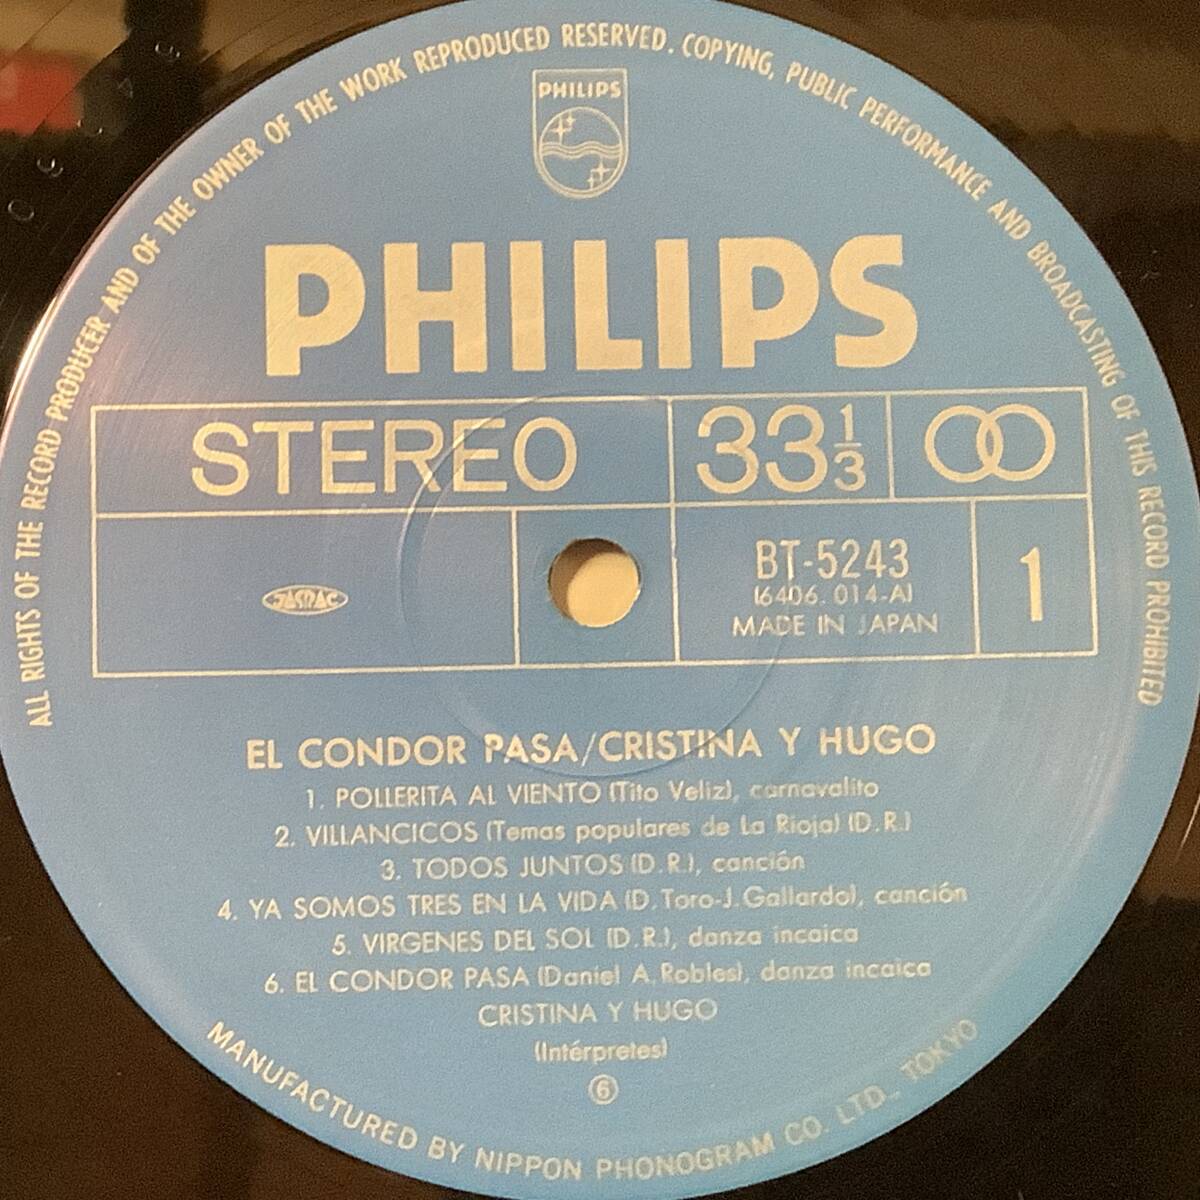 ALL RIGHTS OF THE RECORD PRODUCER AND OF THE OWNER OF THE WORK REPRODUCED RESERVED. COPYING, PUBLIC PERFORMANCE AND BROADCASTING OF THIS RECORD PROHIBITED
PHILIPS
PHILIPS
STEREO
33 1/3
JASRAC
BT-5243
(6406. 014-A)
MADE IN JAPAN
1
EL CONDOR PASA/CRISTINA Y HUGO
1. POLLERITA AL VIENTO (Tito Veliz), carnavalito
2. VILLANCICOS (Temas populares de La Rioja) (D.R.)
3. TODOS JUNTOS (D.R.), canción
4. YA SOMOS TRES EN LA VIDA (D.Toro-J.Gallardo), canción
5. VIRGENES DEL SOL (D.R.), danza incaica
6. EL CONDOR PASA (Daniel A.Robles), danza incaica
CRISTINA Y HUGO
(Intérpretes)
⑥
MANUFACTURED BY NIPPON PHONOGRAM CO. LTD., TOKYO